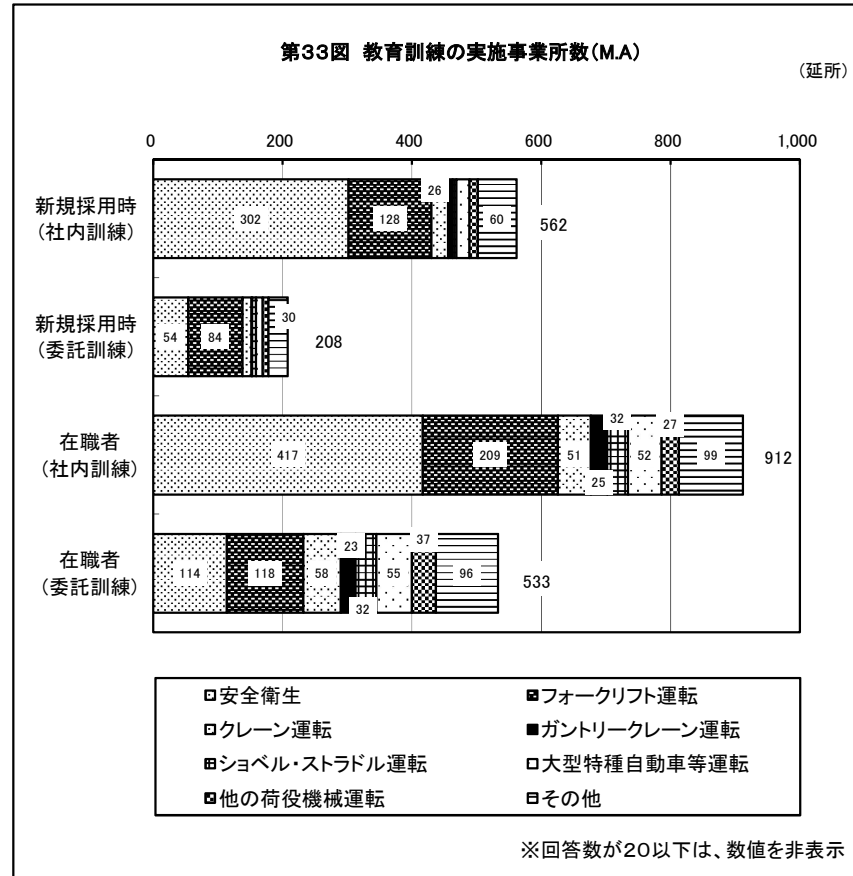 第33図 教育訓練の実施事業所数(M.A)
(延所)
0 200 400 600 800 1,000
新規採用時
(社内訓練)
302 128 26 60 562
新規採用時
(委託訓練)
54 84 30 208
在職者
(社内訓練)
417 209 51 25 32 52 27 99 912
在職者
(委託訓練)
114 118 58 23 32 55 37 96 533
安全衛生 フォークリフト運転
クレーン運転 ガントリークレーン運転
ショベル・ストラドル運転 大型特種自動車等運転
他の荷役機械運転 その他
※回答数が20以下は、数値を非表示